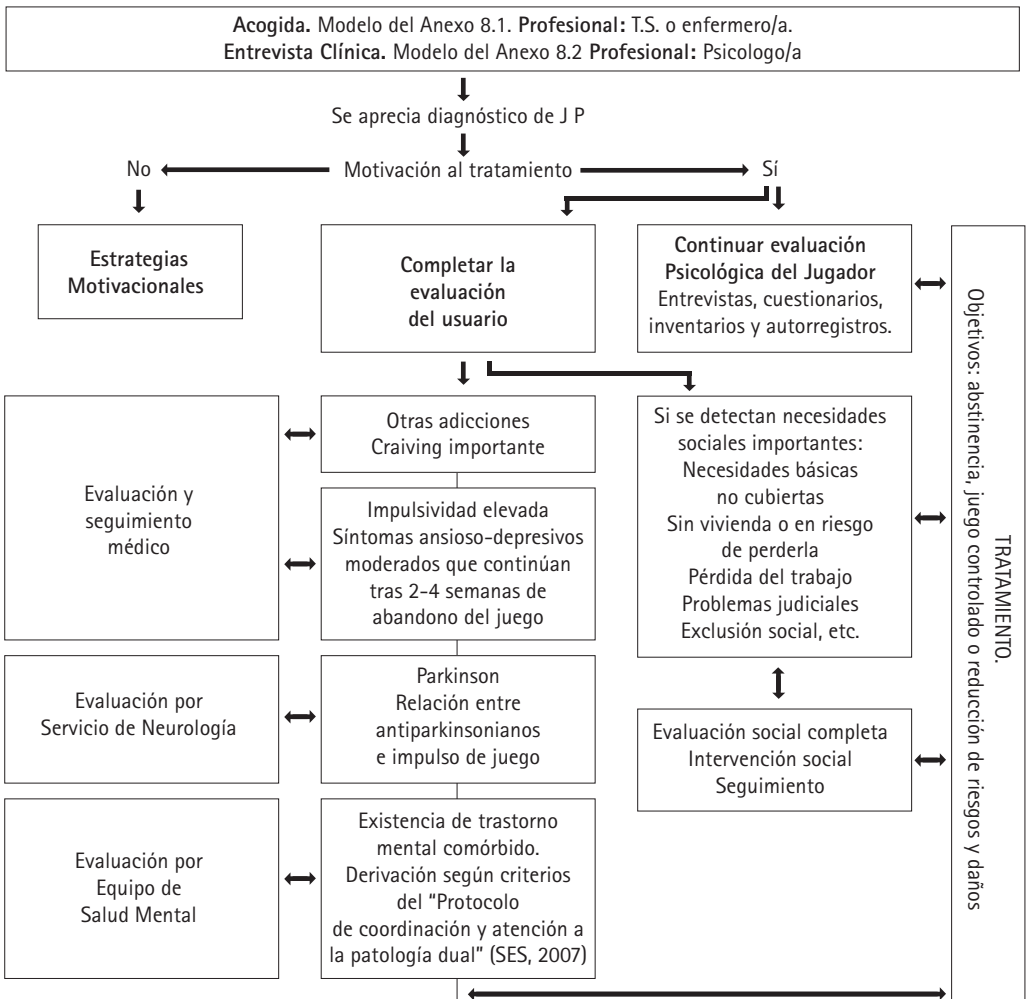 Acogida. Modelo del Anexo 8.1. Profesional: T.S. o enfermero/a.
Entrevista Clínica. Modelo del Anexo 8.2 Profesional: Psicologo/a
Se aprecia diagnóstico de J P
No
Motivación al tratamiento
Sí
Estrategias
Motivacionales
Completar la
evaluación
del usuario
Continuar evaluación
Psicológica del Jugador
Entrevistas, cuestionarios,
inventarios y autorregistros.
Evaluación y
seguimiento
médico
Otras adicciones
Craiving importante
Impulsividad elevada
Síntomas ansioso-depresivos
moderados que continúan
tras 2-4 semanas de
abandono del juego
Si se detectan necesidades
sociales importantes:
Necesidades básicas
no cubiertas
Sin vivienda o en riesgo
de perderla
Pérdida del trabajo
Problemas judiciales
Exclusión social, etc.
Evaluación por
Servicio de Neurología
Parkinson
Relación entre
antiparkinsonianos
e impulso de juego
Evaluación social completa
Intervención social
Seguimiento
Evaluación por
Equipo de
Salud Mental
Existencia de trastorno
mental comórbido.
Derivación según criterios
del “Protocolo
de coordinación y atención a
la patología dual” (SES, 2007)
TRATAMIENTO.
Objetivos: abstinencia, juego controlado o reducción de riesgos y daños